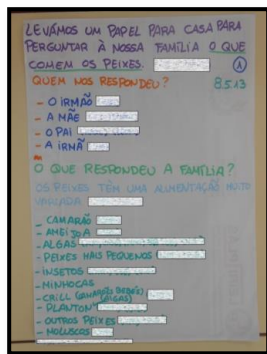 LEVÁMOS UM PAPEL PARA CASA PARA
PERGUNTAR À NOSSA FAMÍLIA O QUE
COMEM OS PEIXES.
1
QUEM NOS RESPONDEU? 8.5.13
- O IRMÃO
- A MÃE
- O PAI
- A IRMÃ
O QUE RESPONDEU A FAMÍLIA?
OS PEIXES TÊM UMA ALIMENTAÇÃO MUITO
VARIADA
- CAMARÃO
- AMEIJOA
- ALGAS
- PEIXES MAIS PEQUENOS
- INSETOS
- MINHOCAS
- CRILL (CAMARÕES BEBÉS)
(ALGAS)
- PLANTON
- OUTROS PEIXES
- MOLUSCOS